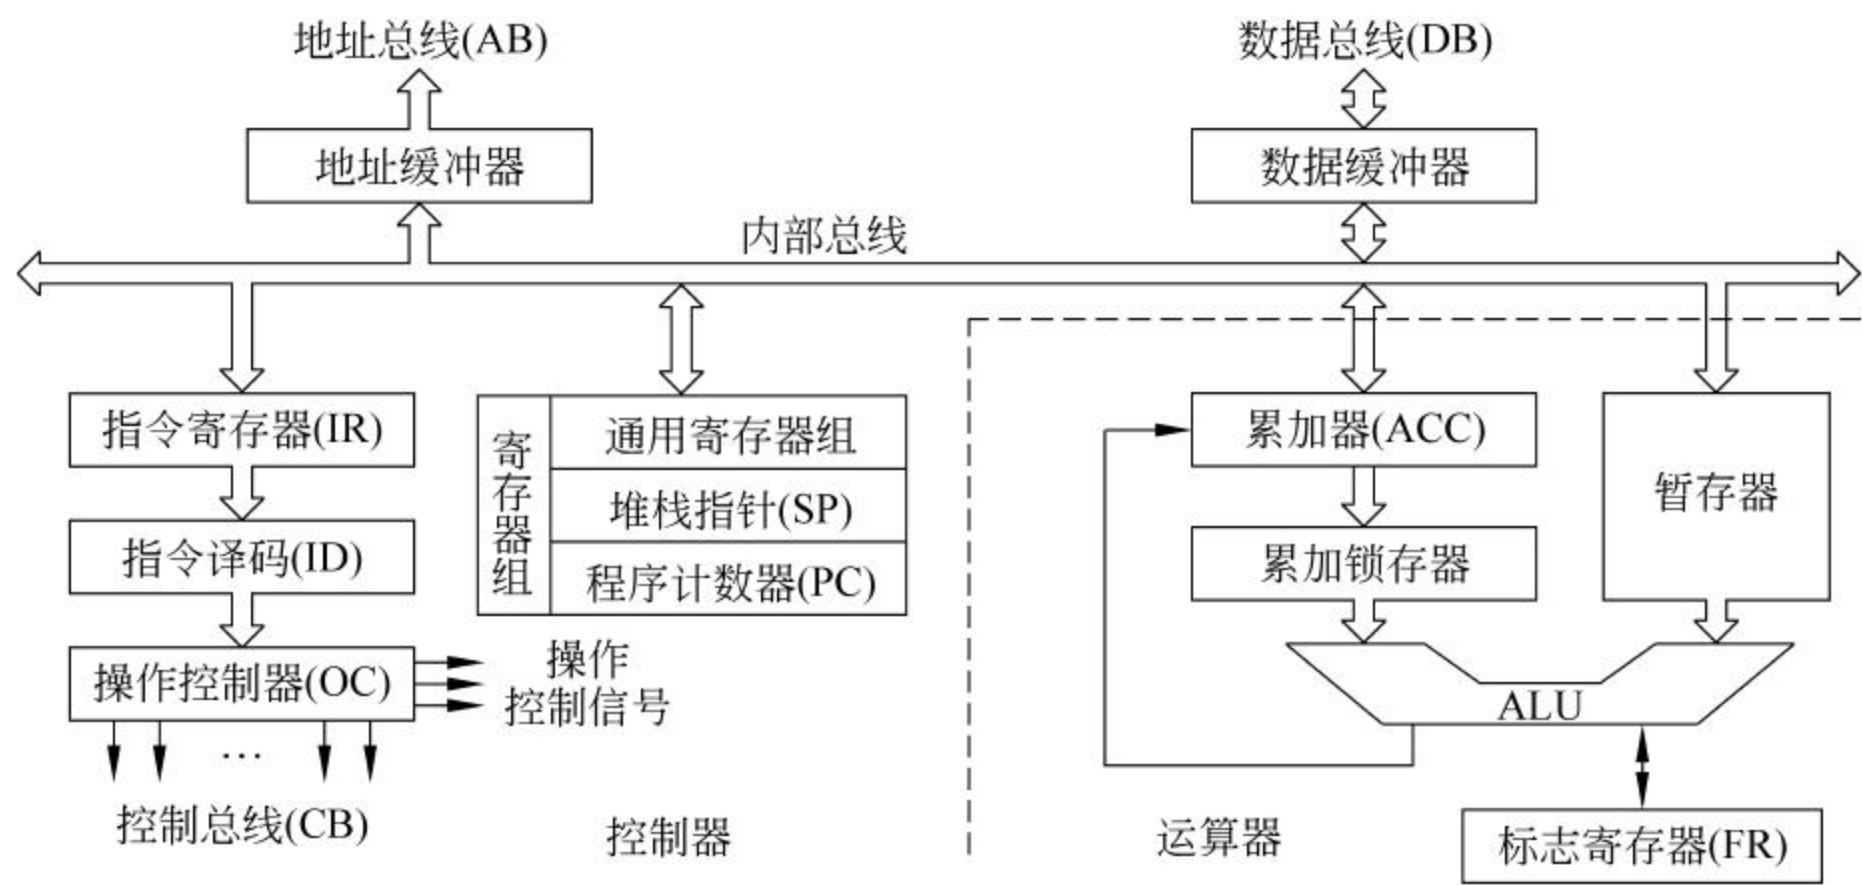 地址总线(AB)
数据总线(DB)
地址缓冲器
数据缓冲器
内部总线
指令寄存器(IR)
指令译码(ID)
操作控制器(OC)
操作
控制信号
…
控制总线(CB)
寄存器组
通用寄存器组
堆栈指针(SP)
程序计数器(PC)
控制器
累加器(ACC)
累加锁存器
暂存器
ALU
运算器
标志寄存器(FR)